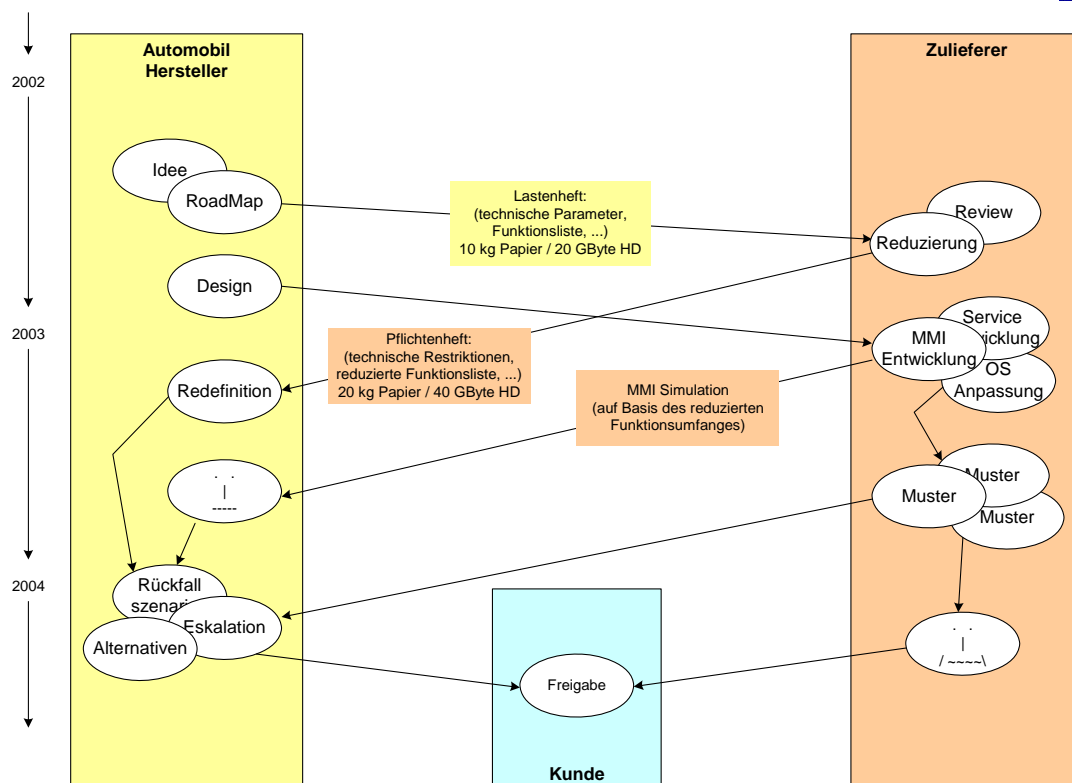 Automobil
Hersteller
Zulieferer
2002
Idee
RoadMap
Lastenheft:
(technische Parameter,
Funktionsliste, ...)
10 kg Papier / 20 GByte HD
Review
Reduzierung
Design
2003
Pflichtenheft:
(technische Restriktionen,
reduzierte Funktionsliste, ...)
20 kg Papier / 40 GByte HD
Service
wicklung
MMI
Entwicklung
OS
Anpassung
Redefinition
MMI Simulation
(auf Basis des reduzierten
Funktionsumfanges)
. .
|
-----
Muster
Muster
Muster
2004
Rückfall
szenari
Eskalation
Alternativen
. .
|
/ ~~~~\
Freigabe
Kunde